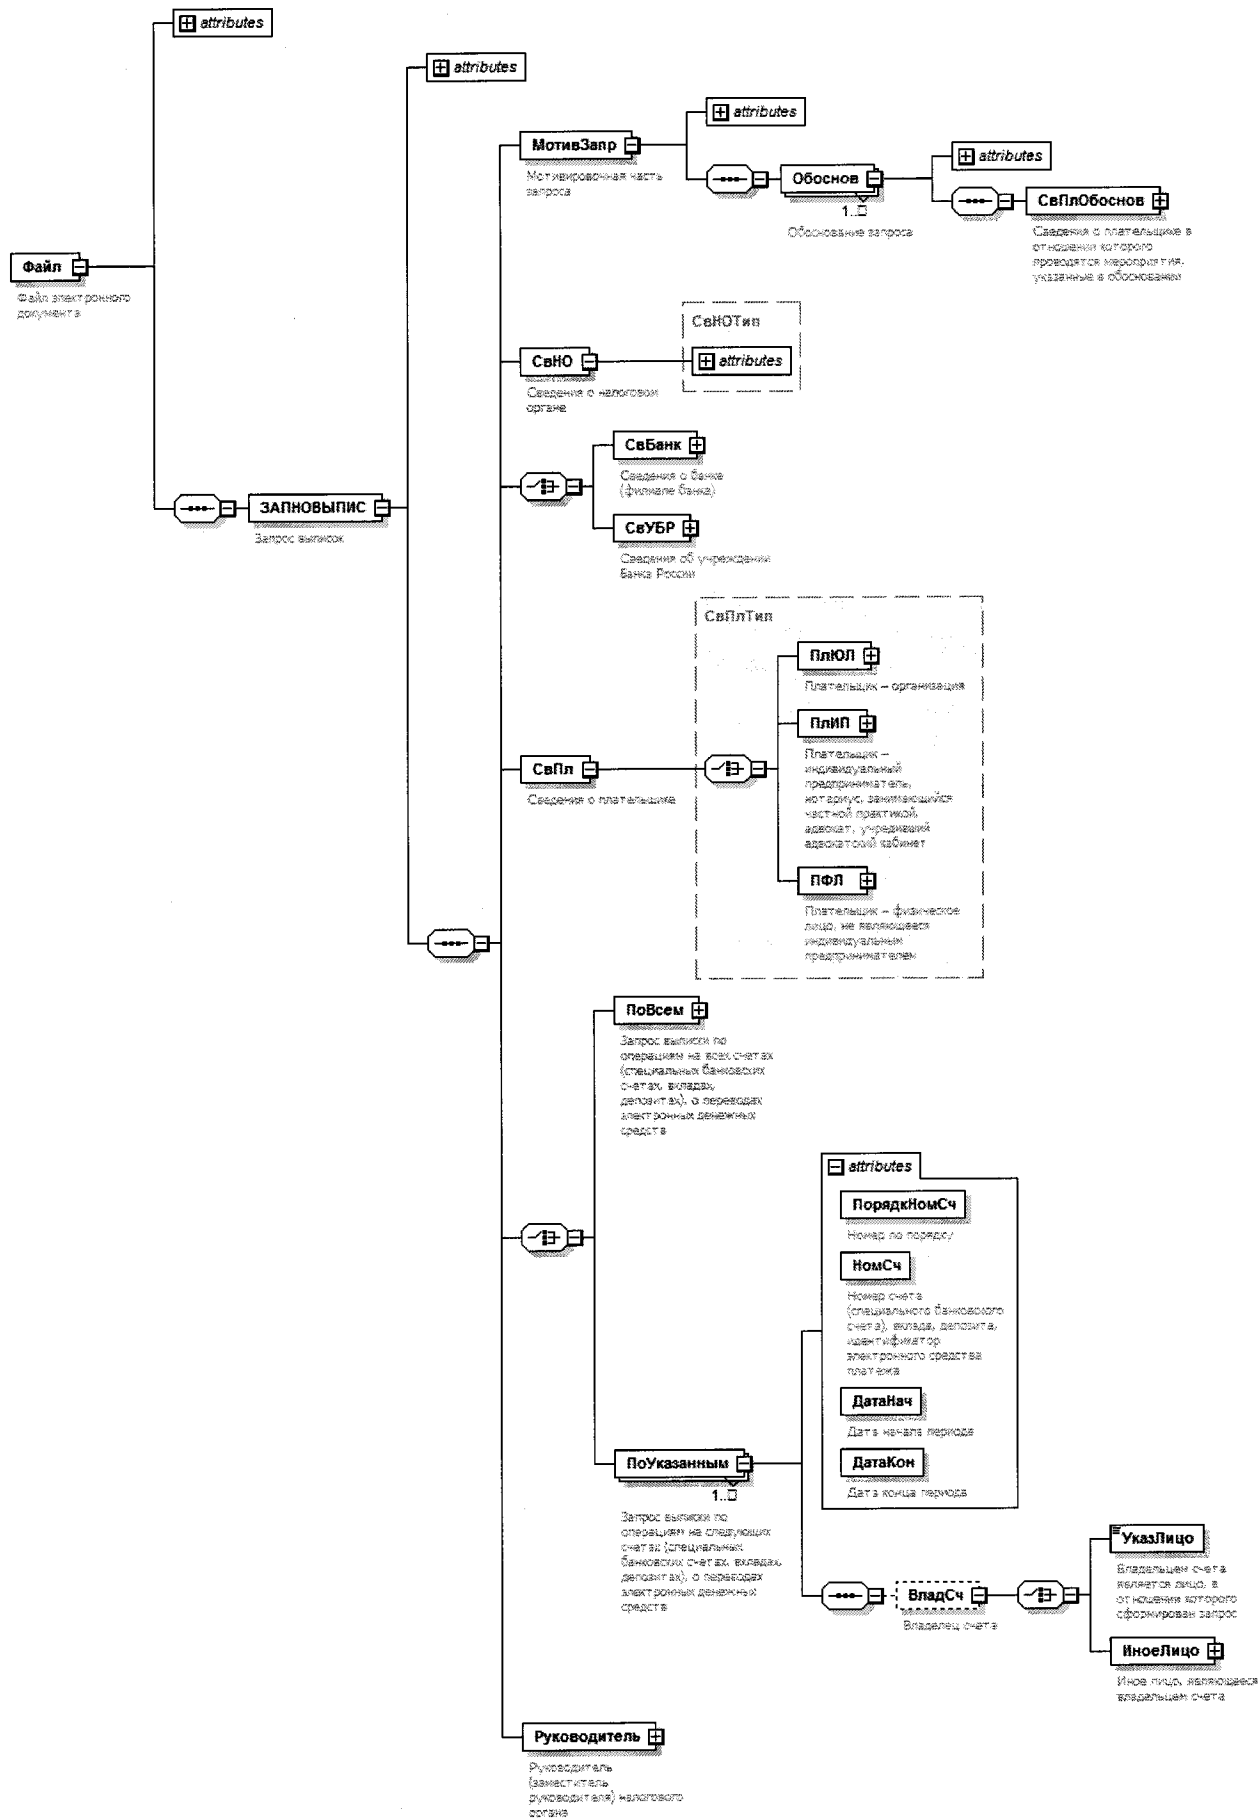 attributes
attributes
attributes
МотивЗапр
Мотивировочная часть
запроса
Обоснов
1..
Обоснование запроса
attributes
СвПлОбоснов
Сведения о плательщике в
отношении которого
проводятся мероприятия,
указанные в обосновании
Файл
Файл электронного
документа
СвНОТип
СвНО
attributes
Сведения о налоговом
органе
СвБанк
Сведения о банке
(филиале банка)
ЗАПНОВЫПИС
Запрос выписок
СвУБР
Сведения об учреждении
Банка России
СвПлТип
ПлЮЛ
Плательщик – организация
ПлИП
Плательщик –
индивидуальный
предприниматель,
нотариус, занимающийся
частной практикой,
адвокат, учредивший
адвокатский кабинет
СвПл
Сведения о плательщике
ПФЛ
Плательщик – физическое
лицо, не являющееся
индивидуальным
предпринимателем
ПоВсем
Запрос выписки по
операциям на всех счетах
(специальных банковских
счетах, вкладах,
депозитах), о переводах
электронных денежных
средств
attributes
ПорядкНомСч
Номер по порядку
НомСч
Номер счета
(специального банковского
счета), вклада, депозита,
идентификатор
электронного средства
платежа
ДатаНач
Дата начала периода
ДатаКон
Дата конца периода
ПоУказанным
1..
Запрос выписки по
операциям на следующих
счетах (специальных
банковских счетах, вкладах,
депозитах), о переводах
электронных денежных
средств
ВладСч
Владелец счета
УказЛицо
Владельцем счета
является лицо, в
отношении которого
сформирован запрос
ИноеЛицо
Иное лицо, являющееся
владельцем счета
Руководитель
Руководитель
(заместитель
руководителя) налогового
органа